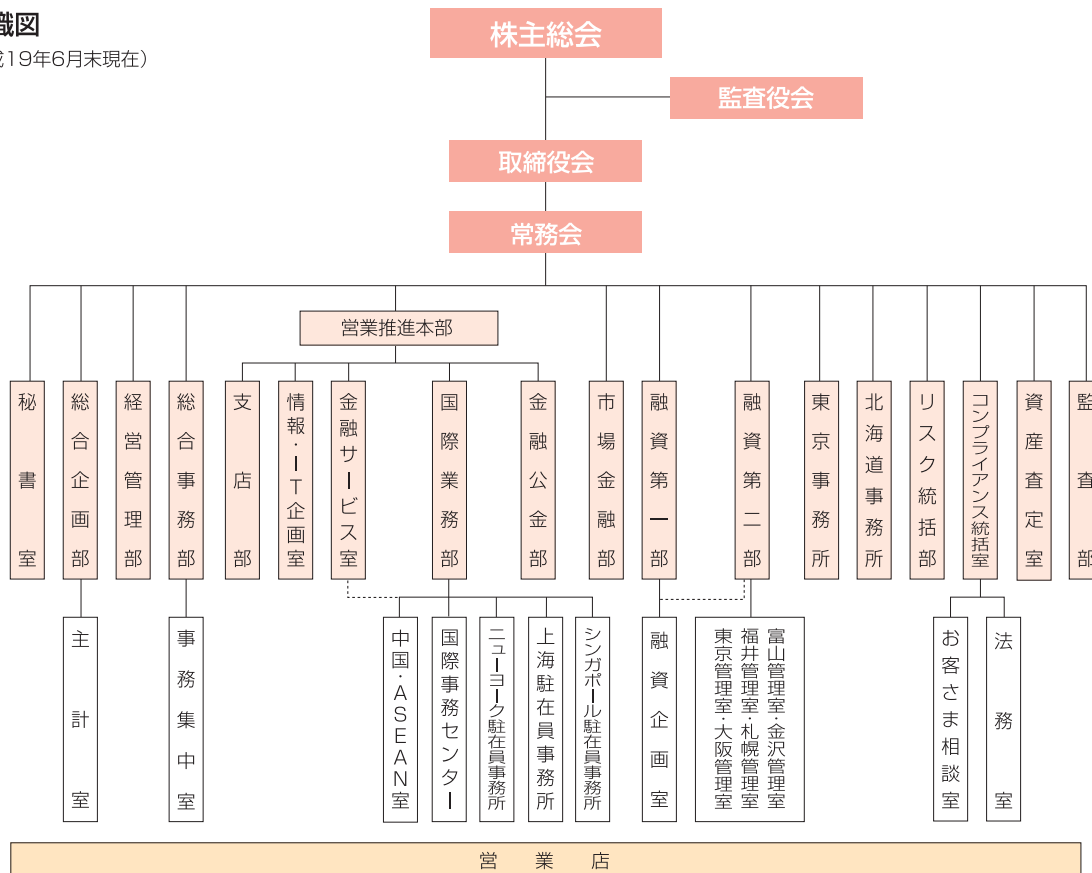 織図
成19年6月末現在）
株主総会
監査役会
取締役会
常務会
営業推進本部
秘書室
総合企画部
経営管理部
総合事務部
支店部
情報・IT企画室
金融サービス室
国際業務部
金融公金部
市場金融部
融資第一部
融資第二部
東京事務所
北海道事務所
リスク統括部
コンプライアンス統括室
資産査定室
監査部
主計室
事務集中室
中国・ASEAN室
国際事務センター
ニューヨーク駐在員事務所
上海駐在員事務所
シンガポール駐在員事務所
融資企画室
富山管理室・金沢管理室
福井管理室・札幌管理室
東京管理室・大阪管理室
お客さま相談室
法務室
営業店